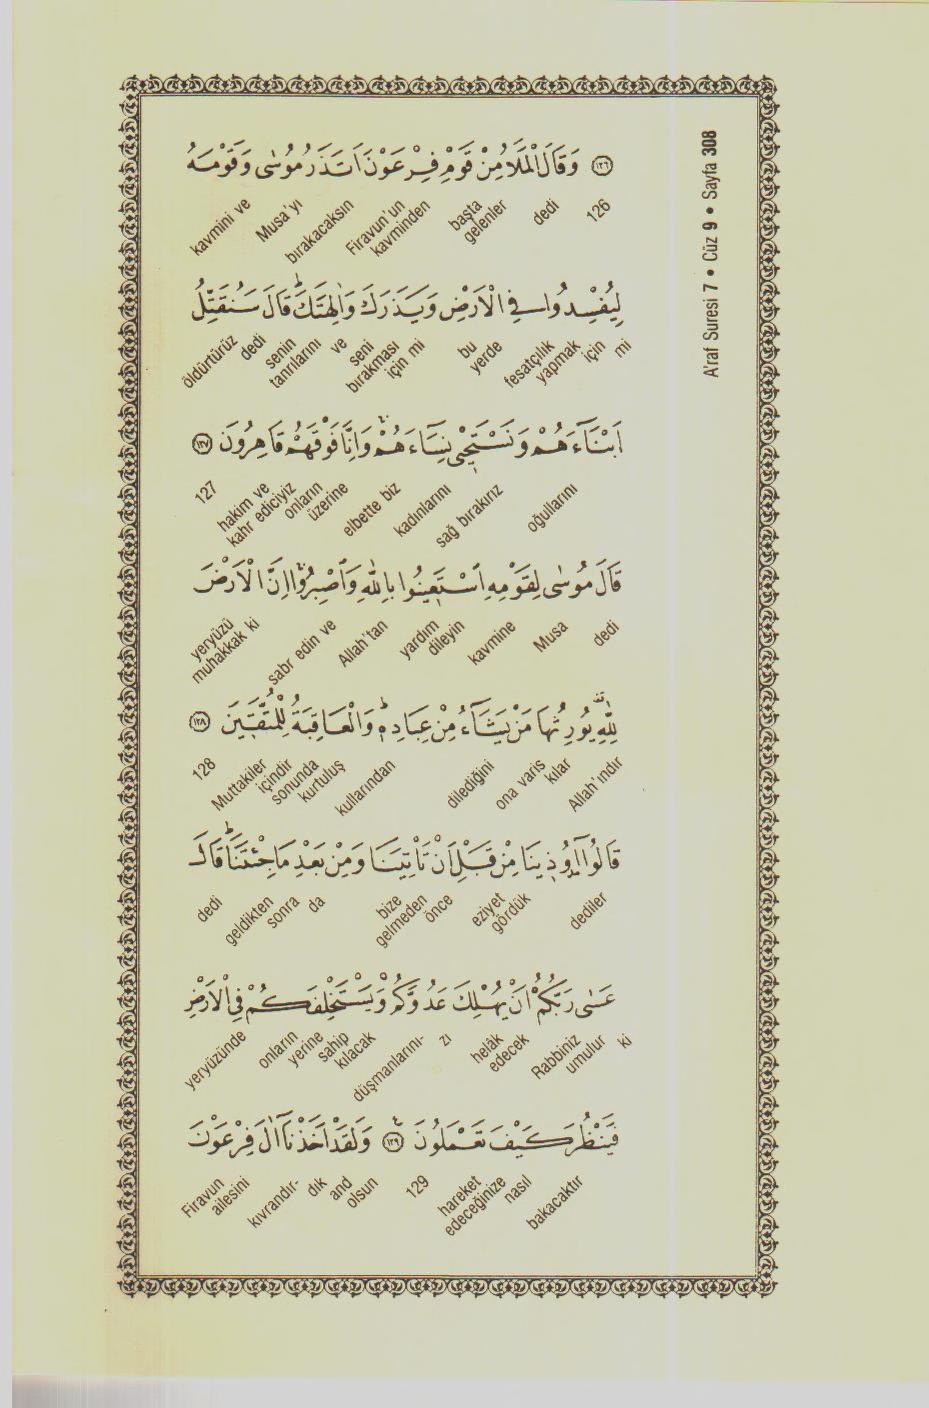 A'raf Suresi 7 • Cüz 9 • Sayfa 308
﴿١٢٦﴾ وَقَالَ الْمَلَأُ مِنْ قَوْمِ فِرْعَوْنَ اَتَذَرُ مُوسٰى وَقَوْمَهُ
126 dedi başta gelenler Firavun'un kavminden bırakacaksın Musa'yı kavmini ve
لِيُفْسِدُوا فِي الْاَرْضِ وَيَذَرَكَ وَاٰلِهَتَكَ قَالَ سَنُقَتِّلُ
mi için yapmak fesatçılık yerde bu bırakması için mi seni ve senin tanrılarını dedi öldürtürüz
اَبْنَاءَهُمْ وَنَسْتَحْيٖ نِسَاءَهُمْ وَاِنَّا فَوْقَهُمْ قَاهِرُونَ ﴿١٢٧﴾
oğullarını sağ bırakırız kadınlarını elbette biz onların üzerine hakim ve kahr ediciyiz 127
قَالَ مُوسٰى لِقَوْمِهِ اسْتَعٖينُوا بِاللّٰهِ وَاصْبِرُوا اِنَّ الْاَرْضَ
dedi Musa kavmine yardım dileyin Allah'tan sabr edin ve yeryüzü muhakkak ki
لِلّٰهِ يُورِثُهَا مَنْ يَشَاءُ مِنْ عِبَادِهٖ وَالْعَاقِبَةُ لِلْمُتَّقٖينَ ﴿١٢٨﴾
Allah'ındır kılar ona varis dilediğini kullarından kurtuluş sonunda içindir Muttakiler 128
قَالُوا اُوذٖينَا مِنْ قَبْلِ اَنْ تَأْتِيَنَا وَمِنْ بَعْدِ مَا جِئْتَنَا قَالَ
dediler eziyet gördük önce bize gelmeden da sonra geldikten dedi
عَسٰى رَبُّكُمْ اَنْ يُهْلِكَ عَدُوَّكُمْ وَيَسْتَخْلِفَكُمْ فِي الْاَرْضِ
ki umulur Rabbiniz helâk edecek düşmanlarını-zı sahip kılacak onların yerine yeryüzünde
فَيَنْظُرَ كَيْفَ تَعْمَلُونَ ﴿١٢٩﴾ وَلَقَدْ اَخَذْنَا اٰلَ فِرْعَوْنَ
bakacaktır nasıl hareket edeceğinize 129 and olsun kıvrandır-dık Firavun ailesini